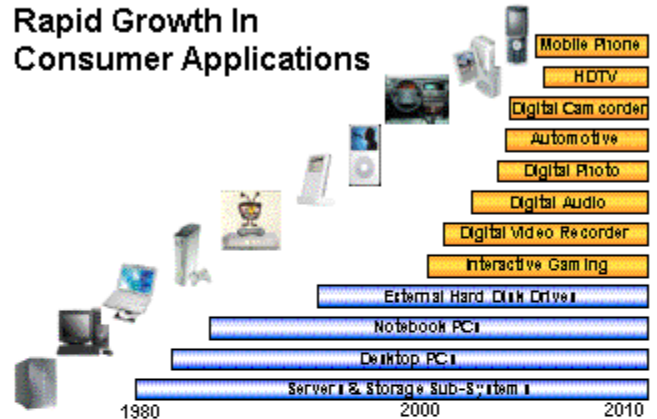 Rapid Growth In
Consumer Applications
Mobile Phone
HDTV
Digital Camcorder
Automotive
Digital Photo
Digital Audio
Digital Video Recorder
Interactive Gaming
External Hard Disk Drives
Notebook PCs
Desktop PCs
Servers & Storage Sub-Systems
1980 2000 2010